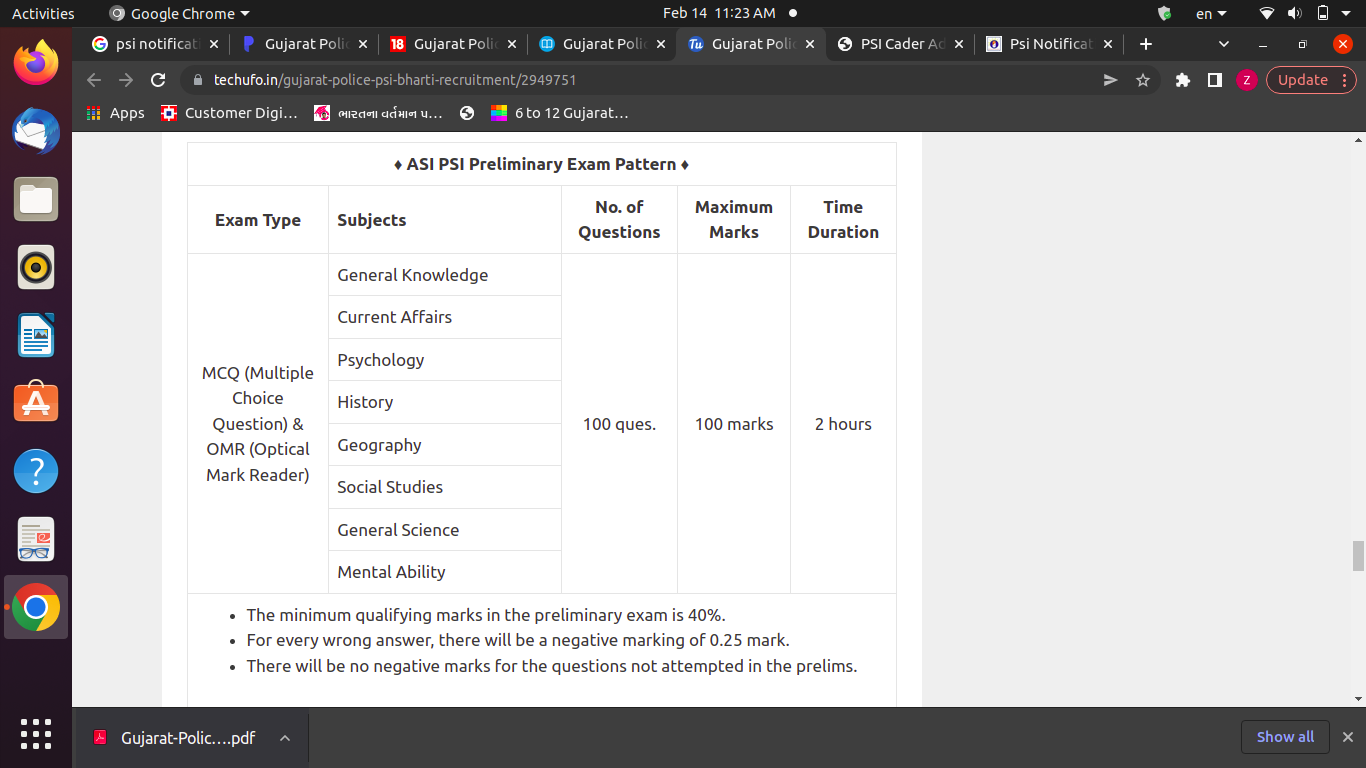 Activities
Google Chrome
Feb 14 11:23 AM
en
psi notificat
Gujarat Polic
18
Gujarat Polic
Gujarat Polic
Tu
Gujarat Polic
PSI Cader Ad
Psi Notificat
techufo.in/gujarat-police-psi-bharti-recruitment/2949751
Z
Update
Apps
Customer Digi...
ભારતના વર્તમાન પ...
6 to 12 Gujarat...
♦ ASI PSI Preliminary Exam Pattern ♦
Exam Type
Subjects
No. of
Questions
Maximum
Marks
Time
Duration
MCQ (Multiple
Choice
Question) &
OMR (Optical
Mark Reader)
General Knowledge
Current Affairs
Psychology
History
Geography
Social Studies
General Science
Mental Ability
100 ques.
100 marks
2 hours
• The minimum qualifying marks in the preliminary exam is 40%.
• For every wrong answer, there will be a negative marking of 0.25 mark.
• There will be no negative marks for the questions not attempted in the prelims.
Gujarat-Polic....pdf
Show all